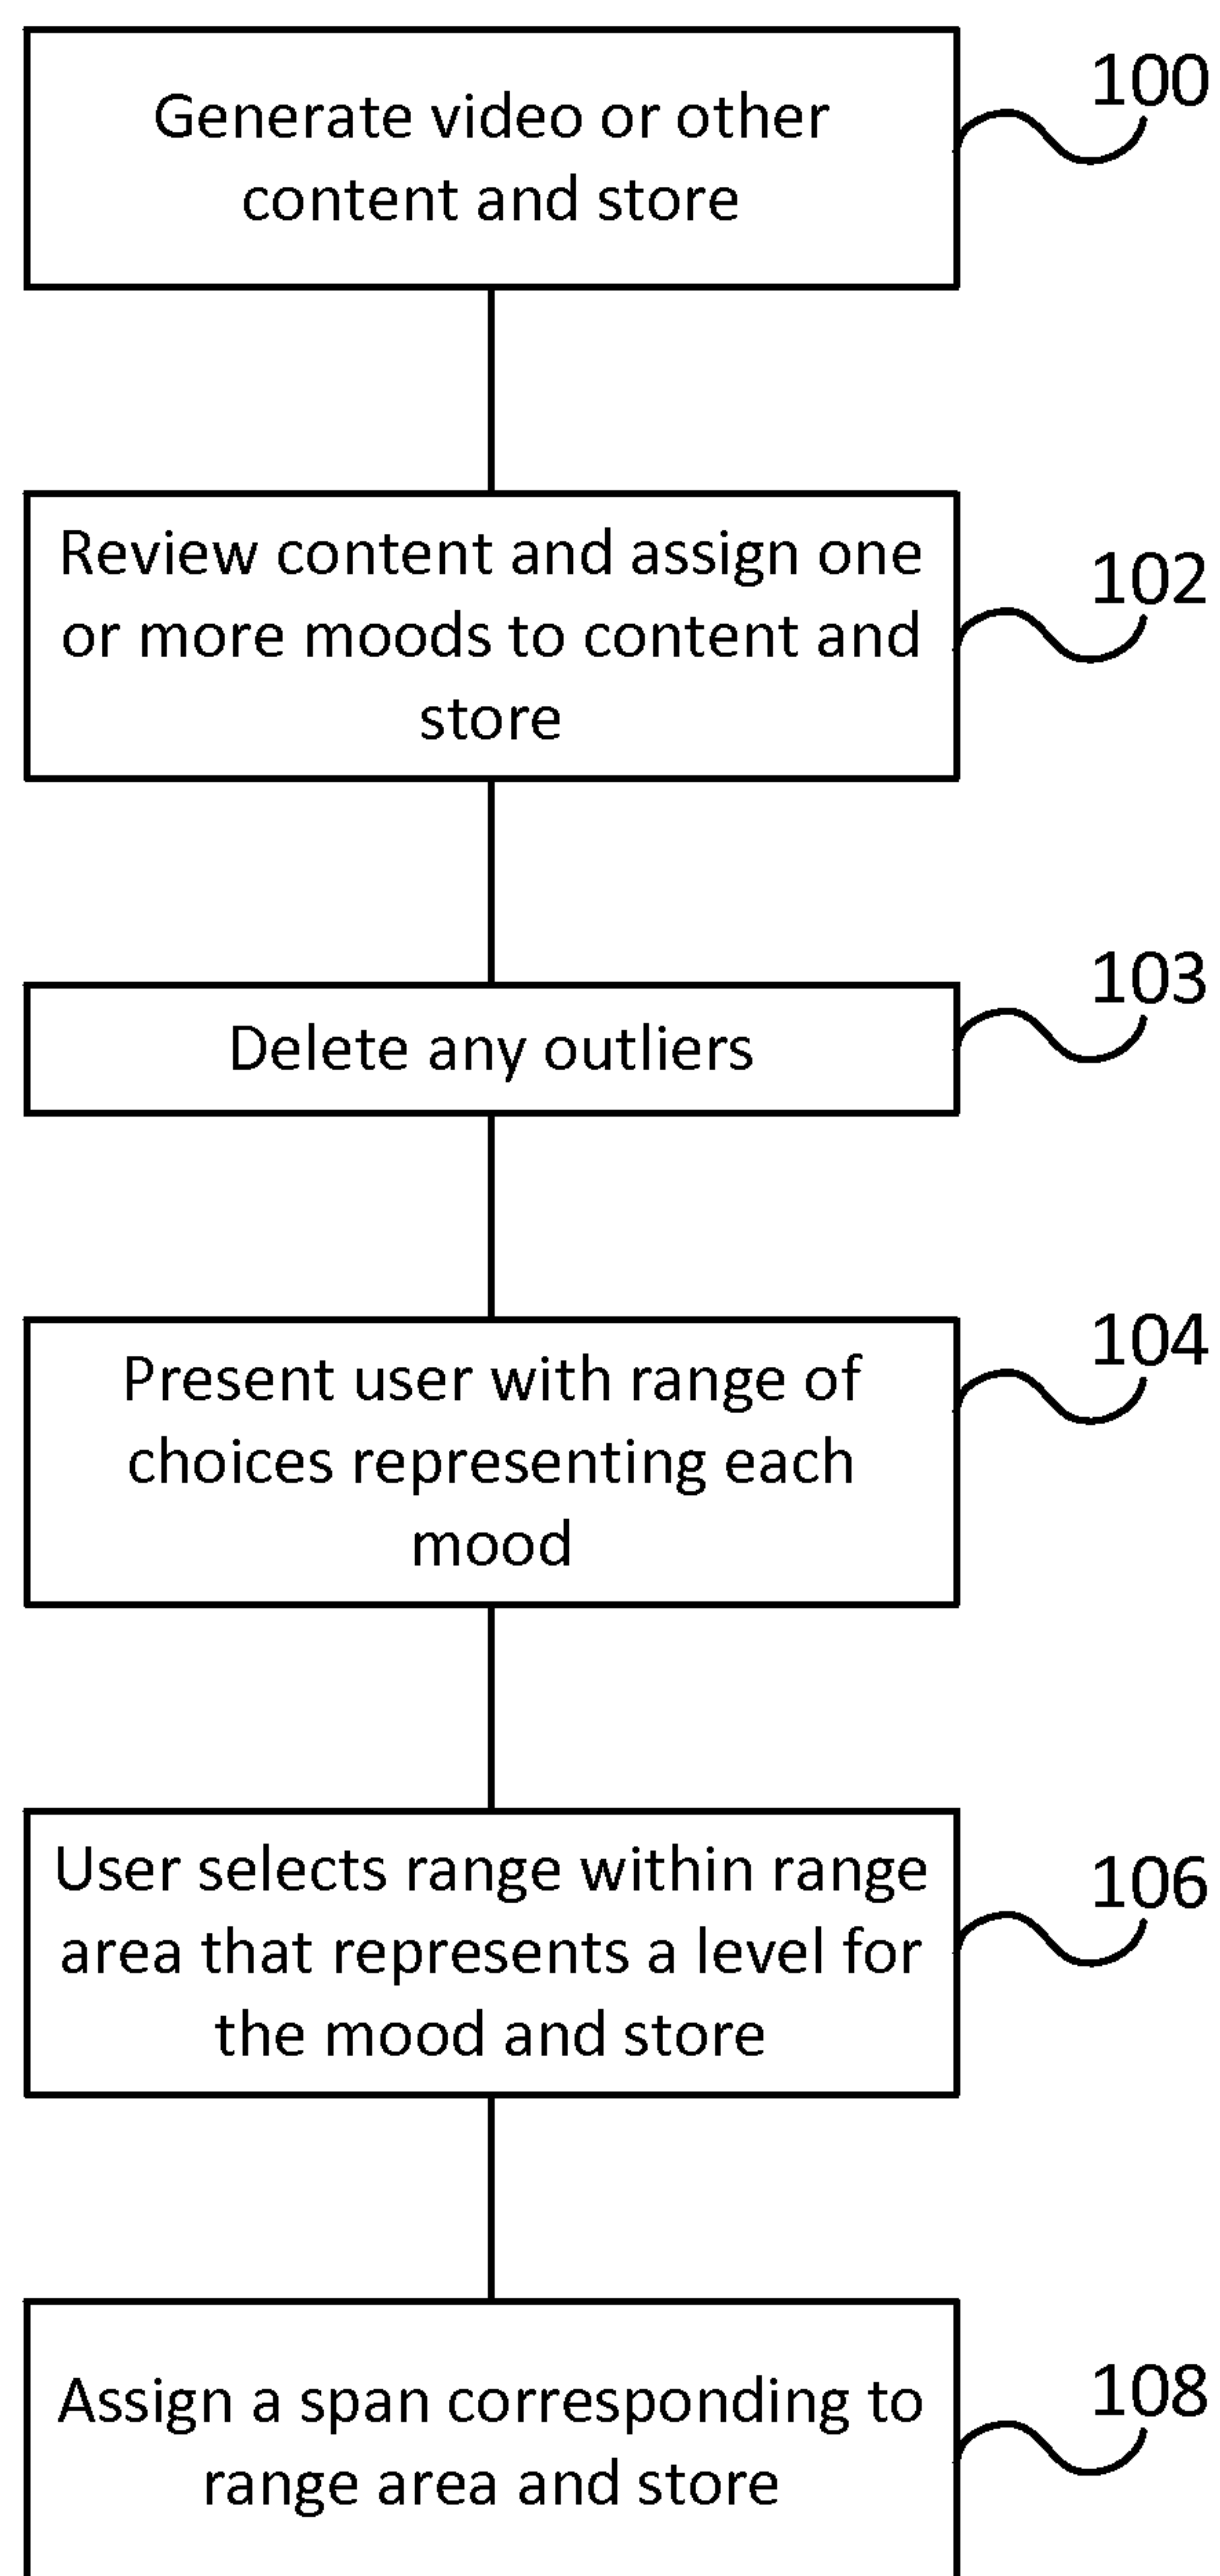 Generate video or other
content and store
100
Review content and assign one
or more moods to content and
store
102
Delete any outliers
103
Present user with range of
choices representing each
mood
104
User selects range within range
area that represents a level for
the mood and store
106
Assign a span corresponding to
range area and store
108